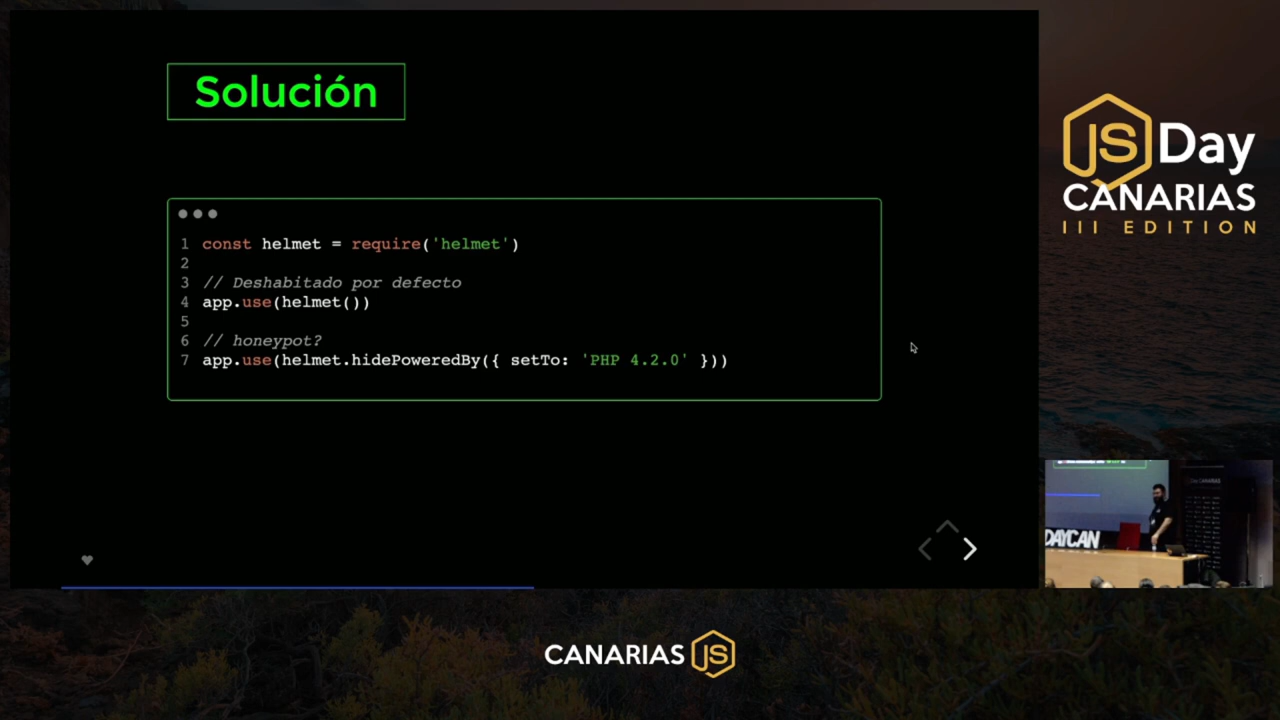 Solución
1 const helmet = require('helmet')
2
3 // Deshabitado por defecto
4 app.use(helmet())
5
6 // honeypot?
7 app.use(helmet.hidePoweredBy({ setTo: 'PHP 4.2.0' }))
JS Day
CANARIAS
III EDITION
DAYCAN
CANARIAS JS